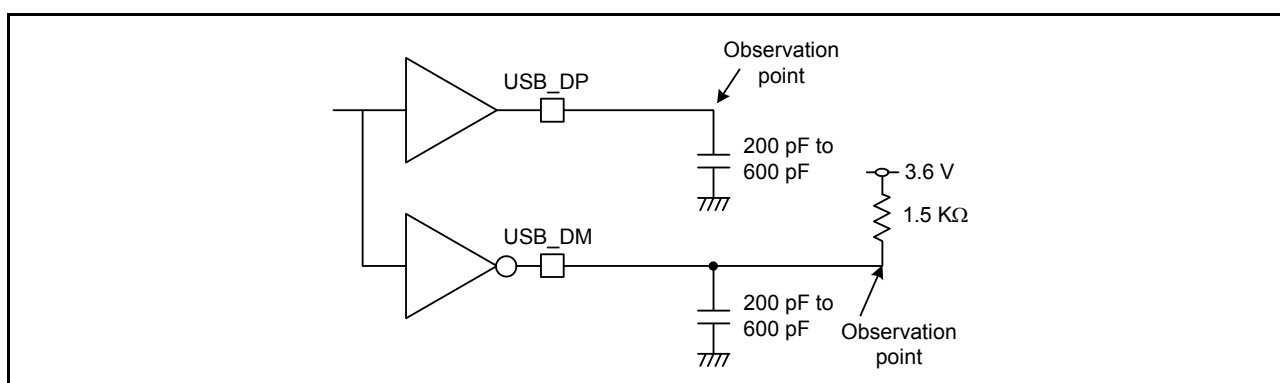 Observation
point
USB_DP
200 pF to
600 pF
3.6 V
1.5 KΩ
USB_DM
200 pF to
600 pF
Observation
point